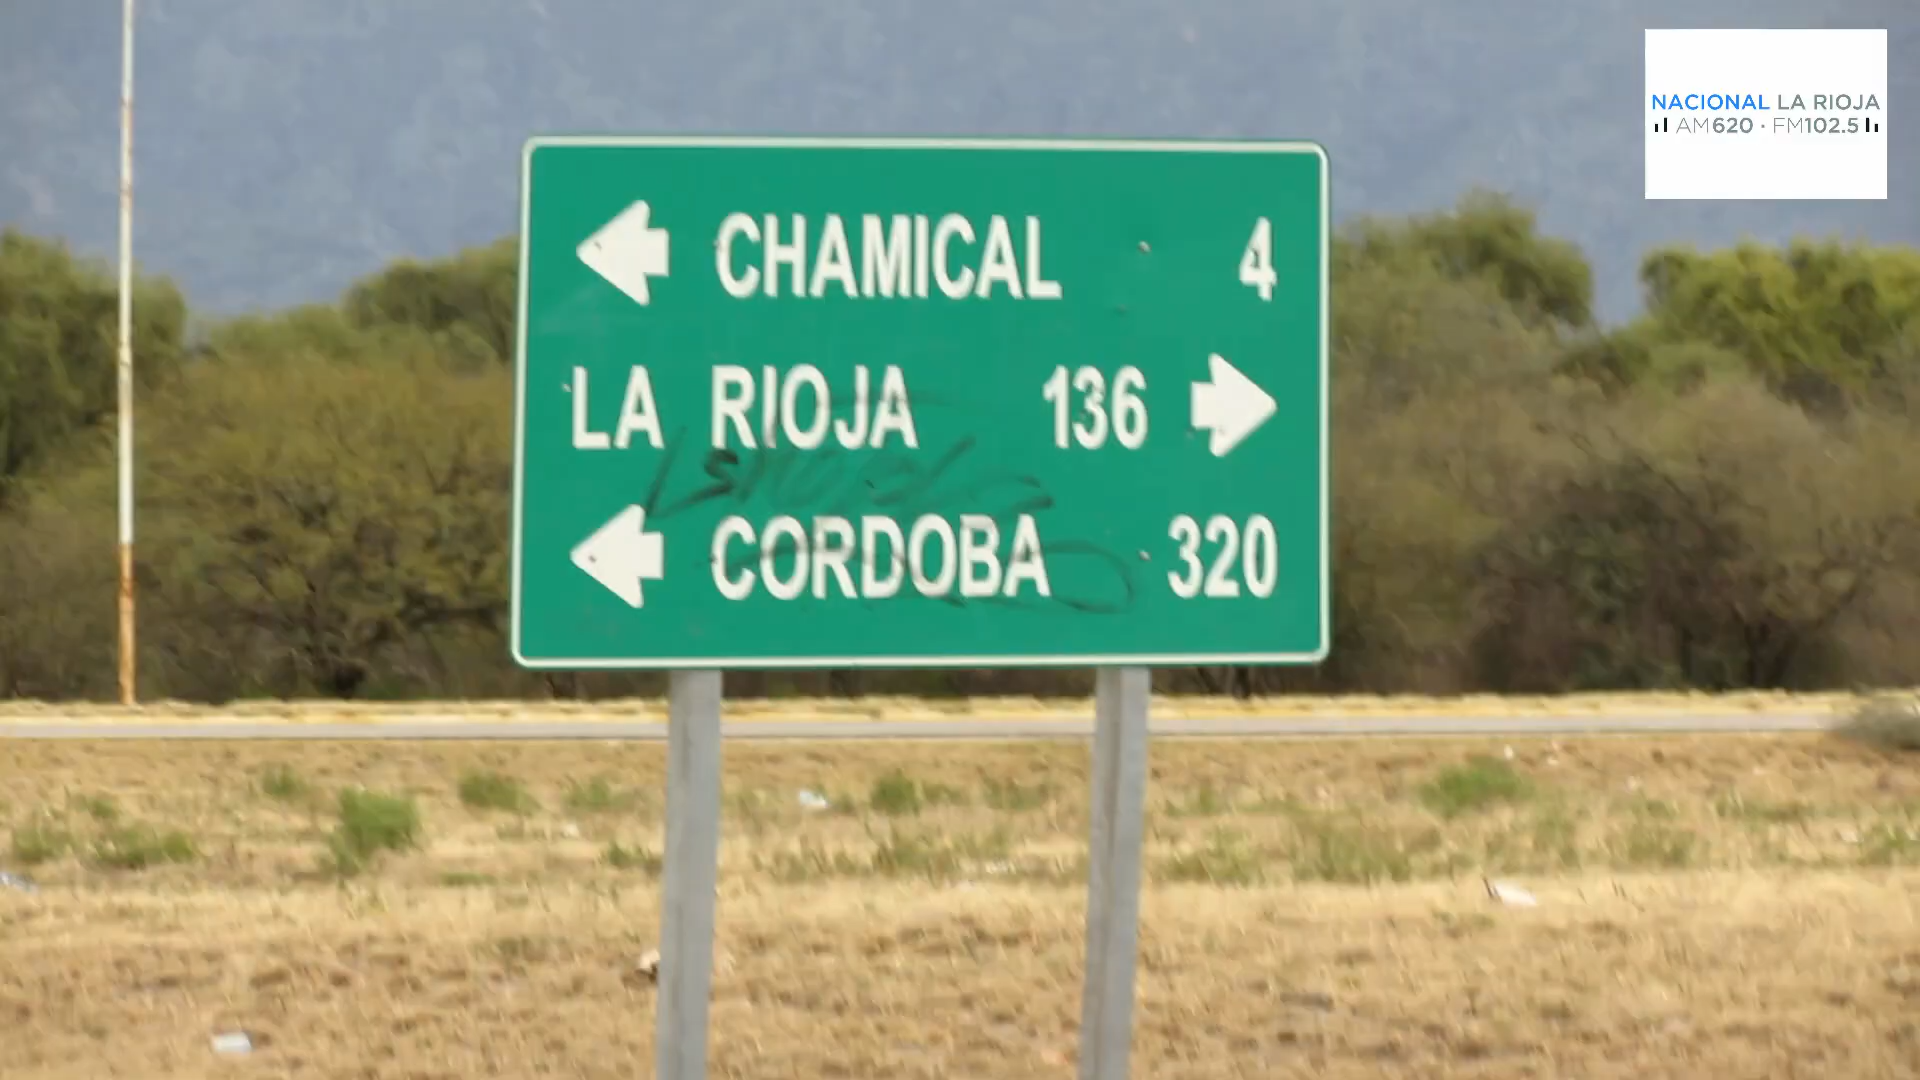 NACIONAL LA RIOJA
AM620 · FM102.5
CHAMICAL 4
LA RIOJA 136
CORDOBA 320